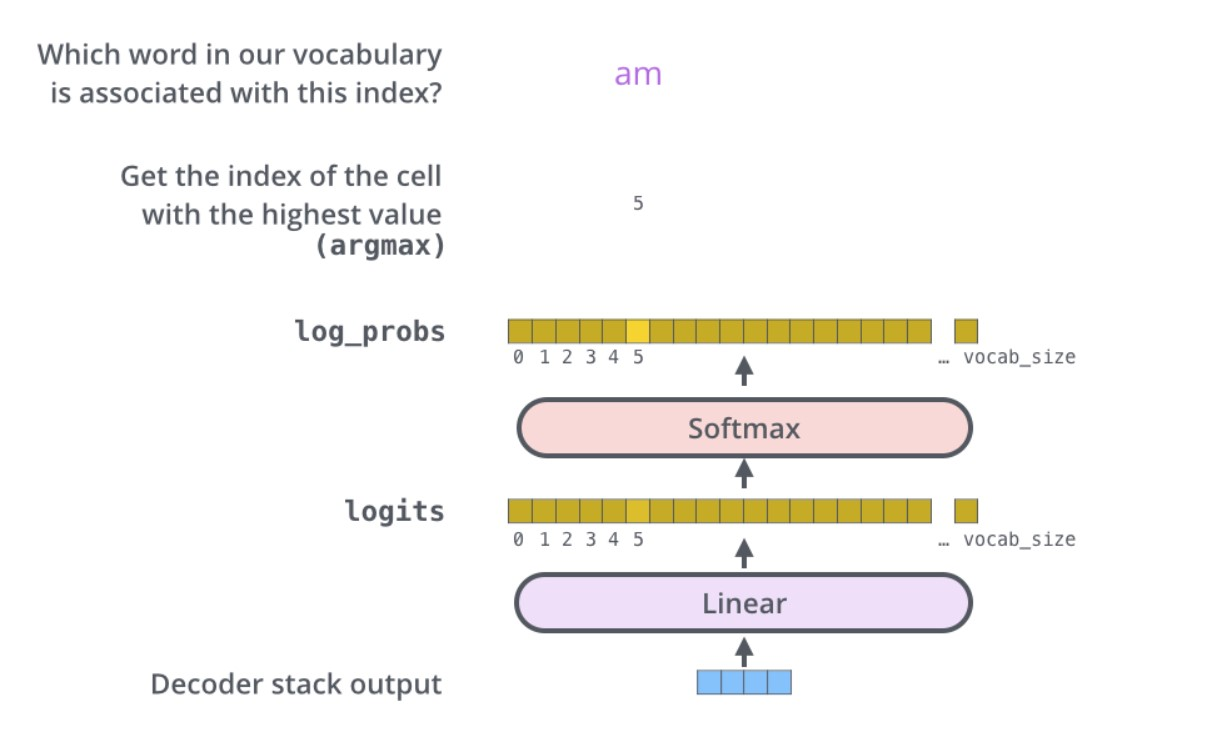 Which word in our vocabulary
is associated with this index?
am
Get the index of the cell
with the highest value
(argmax)
5
log_probs
0 1 2 3 4 5 … vocab_size
Softmax
logits
0 1 2 3 4 5 … vocab_size
Linear
Decoder stack output